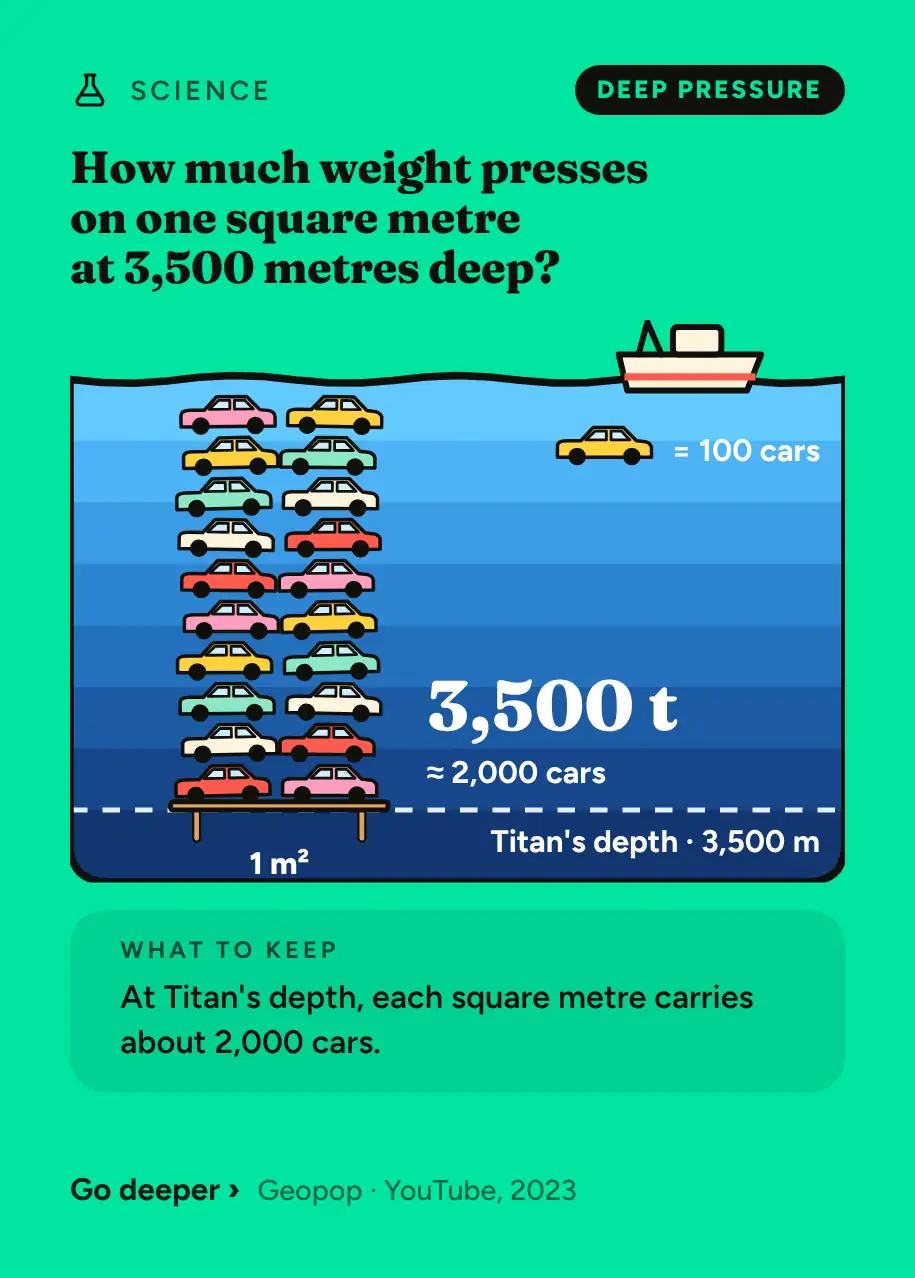 SCIENCE
DEEP PRESSURE
How much weight presses
on one square metre
at 3,500 metres deep?
= 100 cars
3,500 t
≈ 2,000 cars
Titan's depth · 3,500 m
1 m²
WHAT TO KEEP
At Titan's depth, each square metre carries
about 2,000 cars.
Go deeper › Geopop · YouTube, 2023